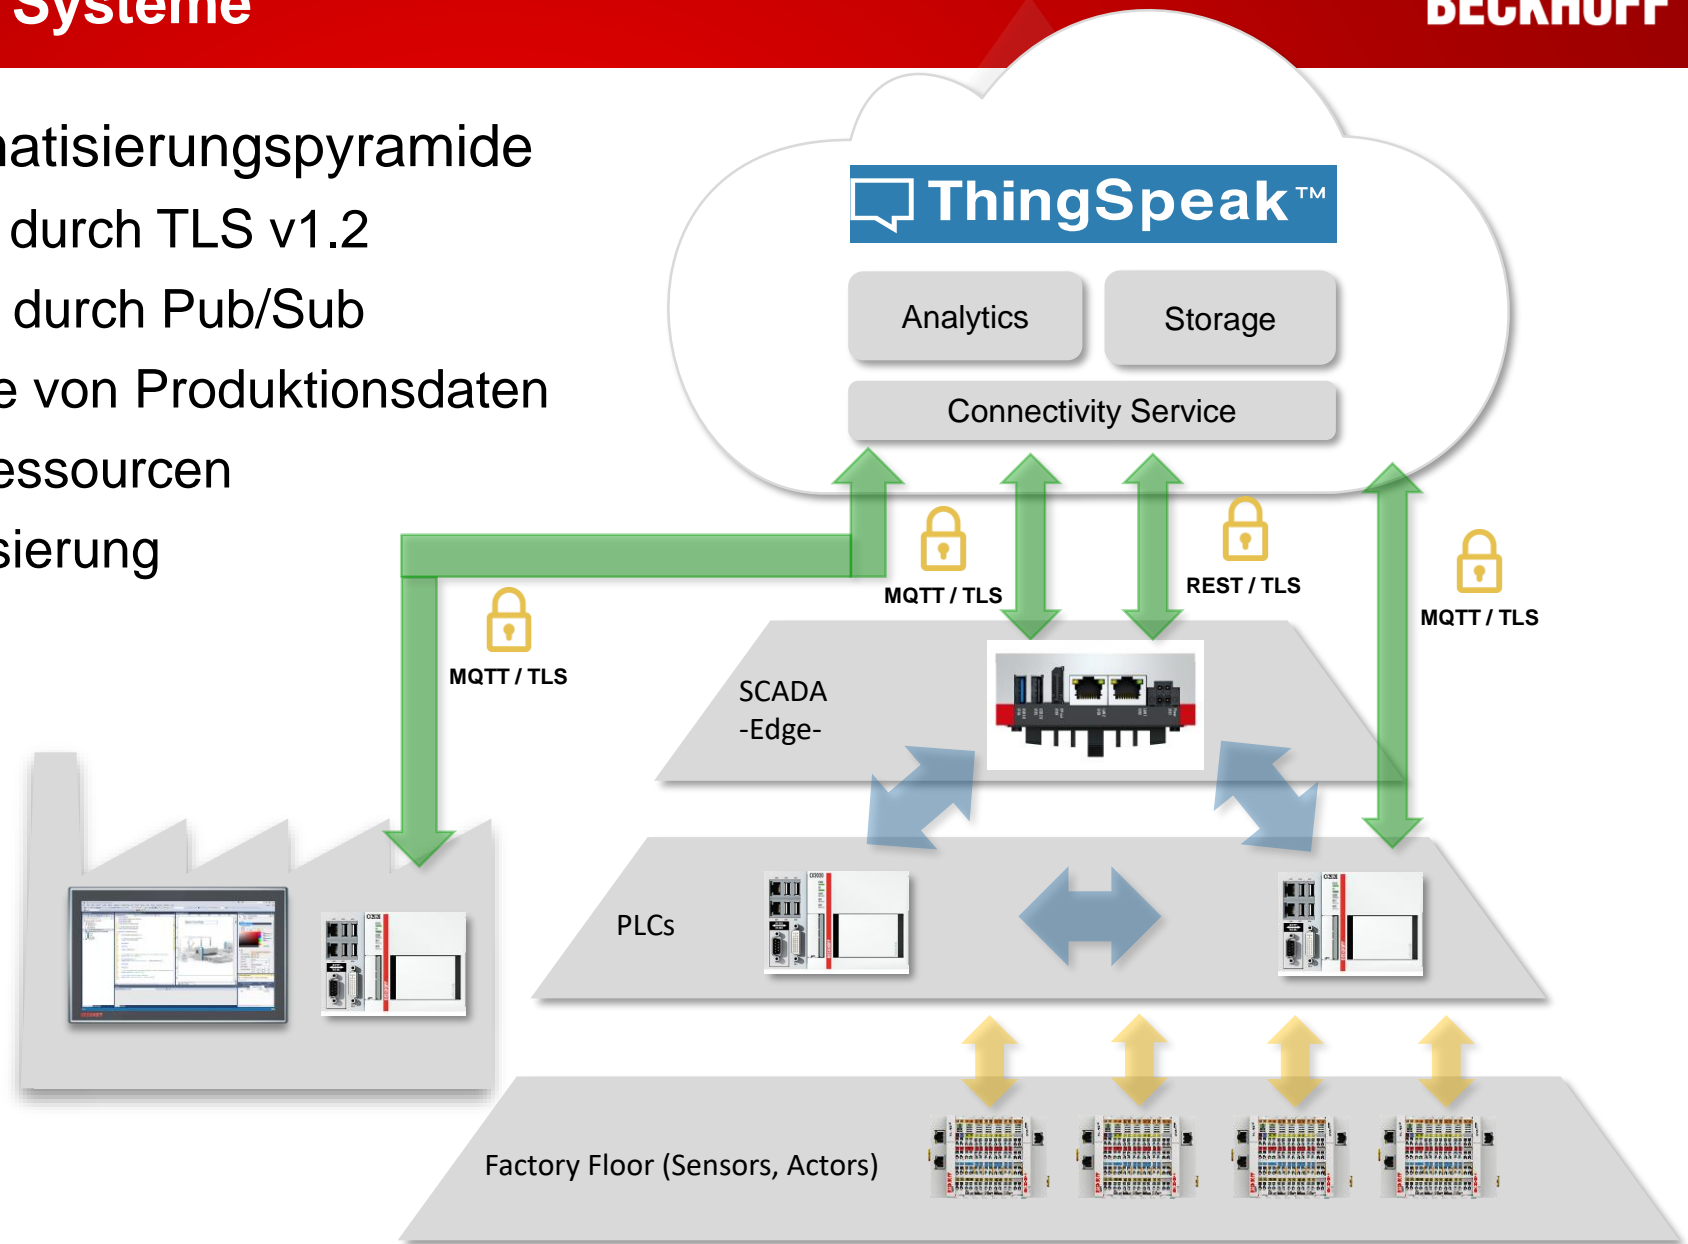 Systeme
BECKHOFF
matisierungspyramide
durch TLS v1.2
durch Pub/Sub
e von Produktionsdaten
essourcen
sierung
ThingSpeak™
Analytics
Storage
Connectivity Service
MQTT / TLS
REST / TLS
MQTT / TLS
MQTT / TLS
SCADA
-Edge-
PLCs
Factory Floor (Sensors, Actors)